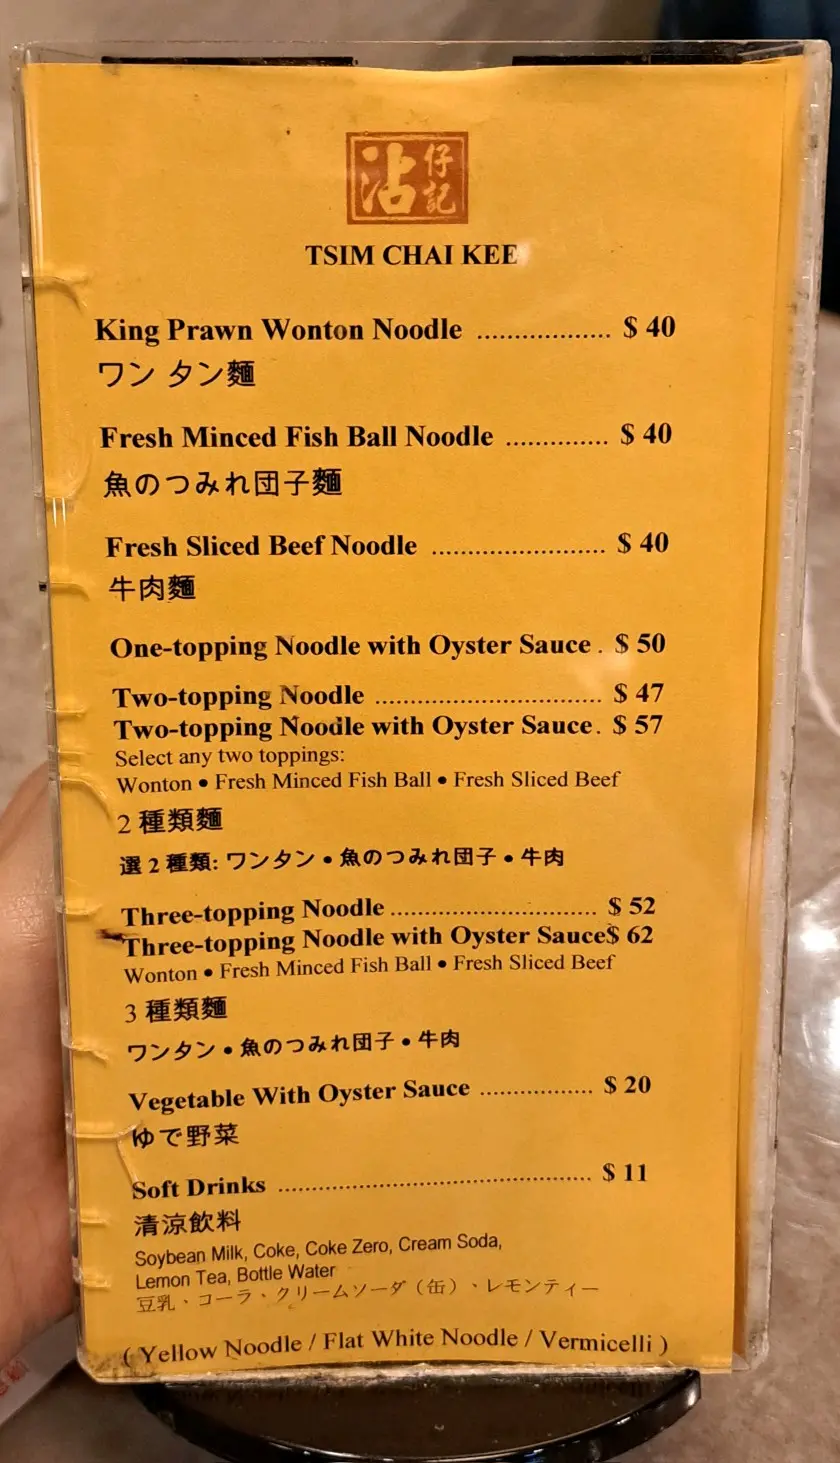 沾仔記
TSIM CHAI KEE
King Prawn Wonton Noodle .................. $ 40
ワン タン麵
Fresh Minced Fish Ball Noodle .............. $ 40
魚のつみれ団子麵
Fresh Sliced Beef Noodle ....................... $ 40
牛肉麵
One-topping Noodle with Oyster Sauce . $ 50
Two-topping Noodle .............................. $ 47
Two-topping Noodle with Oyster Sauce. $ 57
Select any two toppings:
Wonton • Fresh Minced Fish Ball • Fresh Sliced Beef
2 種類麵
選 2 種類: ワンタン • 魚のつみれ団子 • 牛肉
Three-topping Noodle ........................... $ 52
Three-topping Noodle with Oyster Sauce$ 62
Wonton • Fresh Minced Fish Ball • Fresh Sliced Beef
3 種類麵
ワンタン • 魚のつみれ団子 • 牛肉
Vegetable With Oyster Sauce ............... $ 20
ゆで野菜
Soft Drinks .......................................... $ 11
清涼飲料
Soybean Milk, Coke, Coke Zero, Cream Soda,
Lemon Tea, Bottle Water
豆乳、コーラ、クリームソーダ（缶）、レモンティー
( Yellow Noodle / Flat White Noodle / Vermicelli )